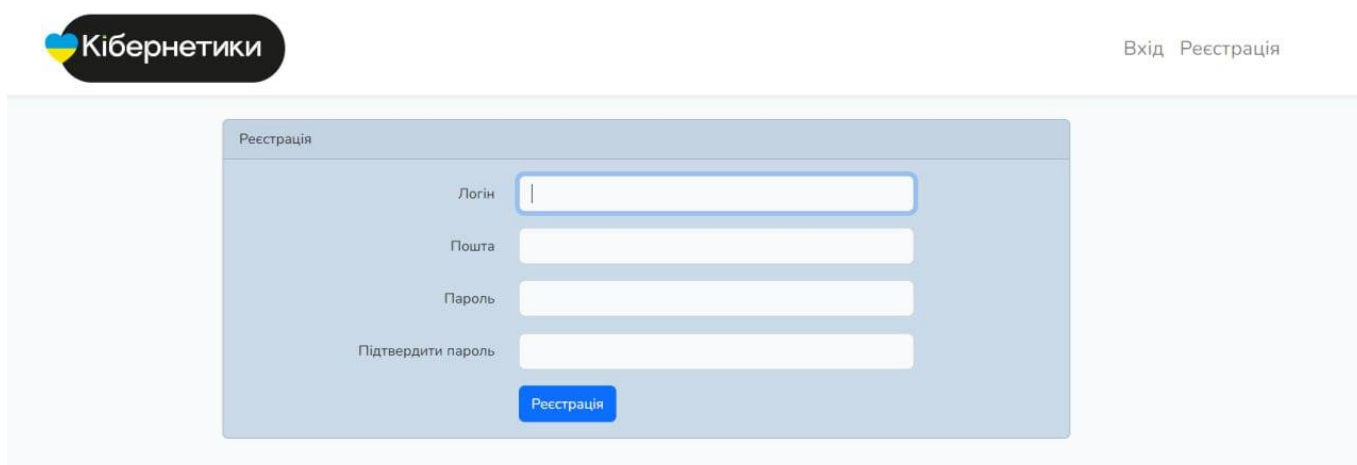 Кібернетики
Вхід Реєстрація
Реєстрація
Логін
Пошта
Пароль
Підтвердити пароль
Реєстрація